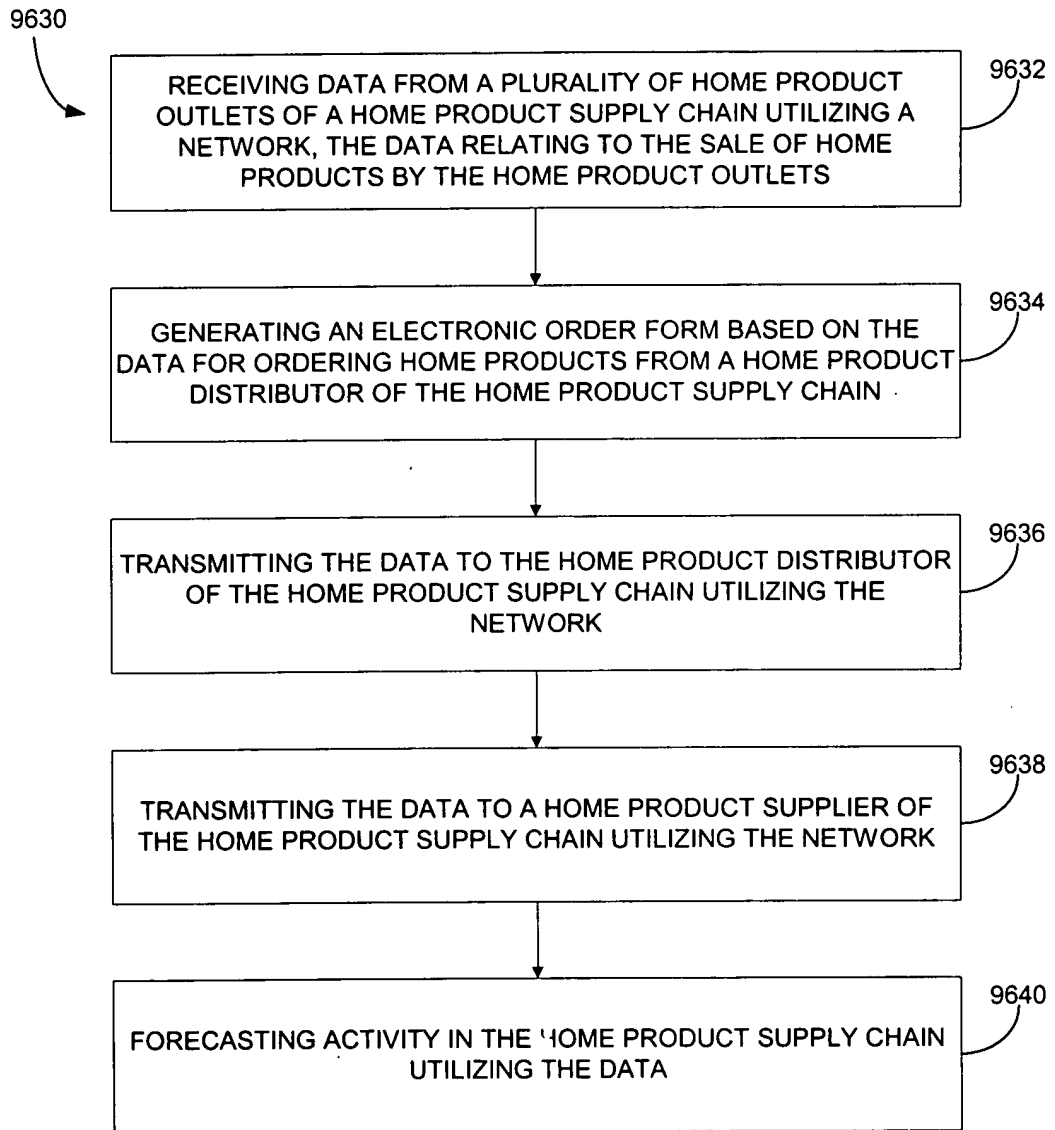 9630
9632
RECEIVING DATA FROM A PLURALITY OF HOME PRODUCT
OUTLETS OF A HOME PRODUCT SUPPLY CHAIN UTILIZING A
NETWORK, THE DATA RELATING TO THE SALE OF HOME
PRODUCTS BY THE HOME PRODUCT OUTLETS
9634
GENERATING AN ELECTRONIC ORDER FORM BASED ON THE
DATA FOR ORDERING HOME PRODUCTS FROM A HOME PRODUCT
DISTRIBUTOR OF THE HOME PRODUCT SUPPLY CHAIN
9636
TRANSMITTING THE DATA TO THE HOME PRODUCT DISTRIBUTOR
OF THE HOME PRODUCT SUPPLY CHAIN UTILIZING THE
NETWORK
9638
TRANSMITTING THE DATA TO A HOME PRODUCT SUPPLIER OF
THE HOME PRODUCT SUPPLY CHAIN UTILIZING THE NETWORK
9640
FORECASTING ACTIVITY IN THE HOME PRODUCT SUPPLY CHAIN
UTILIZING THE DATA